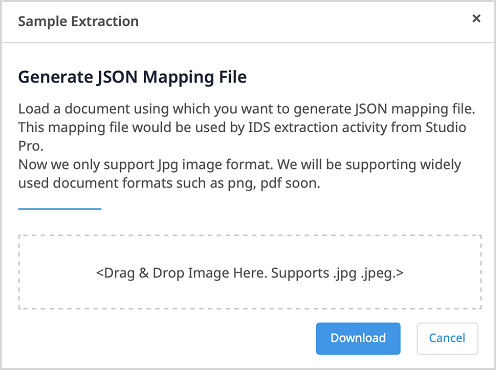 Sample Extraction
×
Generate JSON Mapping File
Load a document using which you want to generate JSON mapping file.
This mapping file would be used by IDS extraction activity from Studio
Pro.
Now we only support Jpg image format. We will be supporting widely
used document formats such as png, pdf soon.
<Drag & Drop Image Here. Supports .jpg .jpeg.>
Download
Cancel